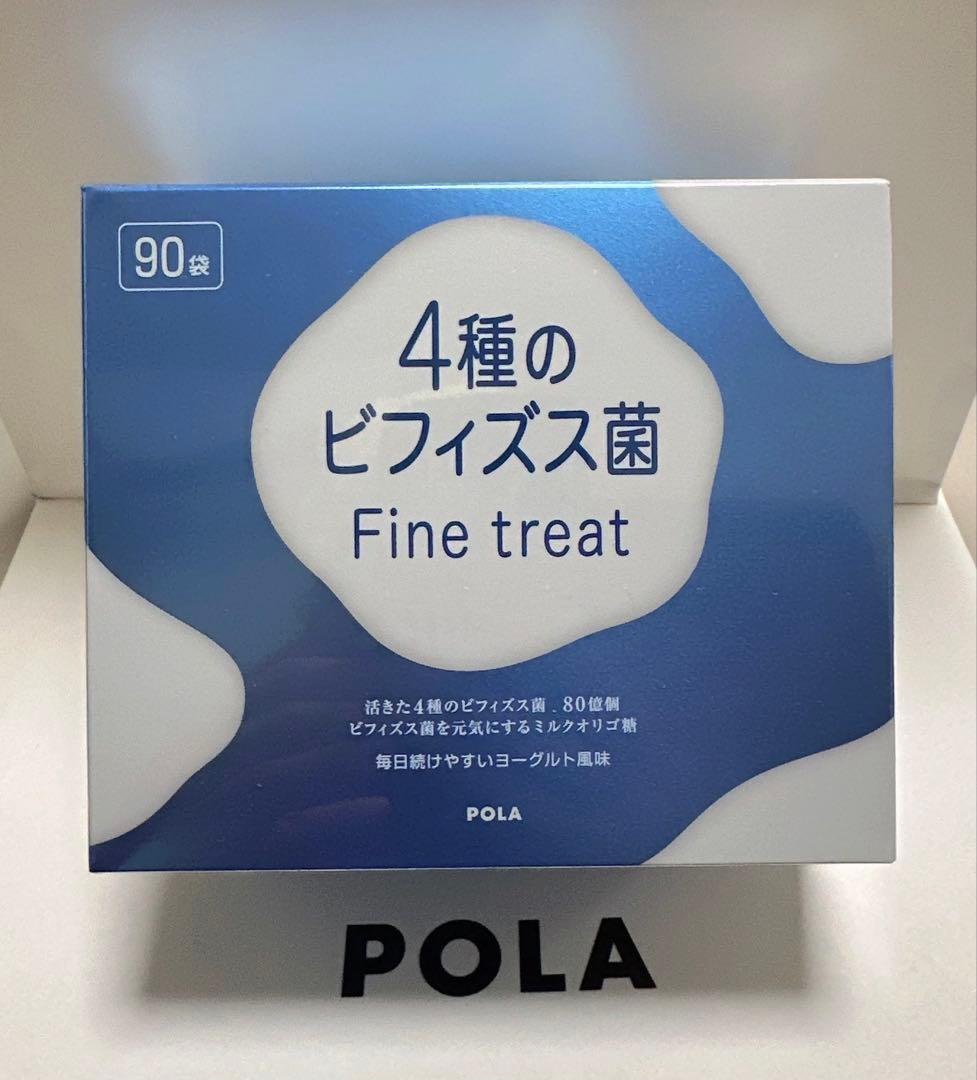 90袋
4種の
ビフィズス菌
Fine treat
活きた4種のビフィズス菌 80億個
ビフィズス菌を元気にするミルクオリゴ糖
毎日続けやすいヨーグルト風味
POLA
POLA